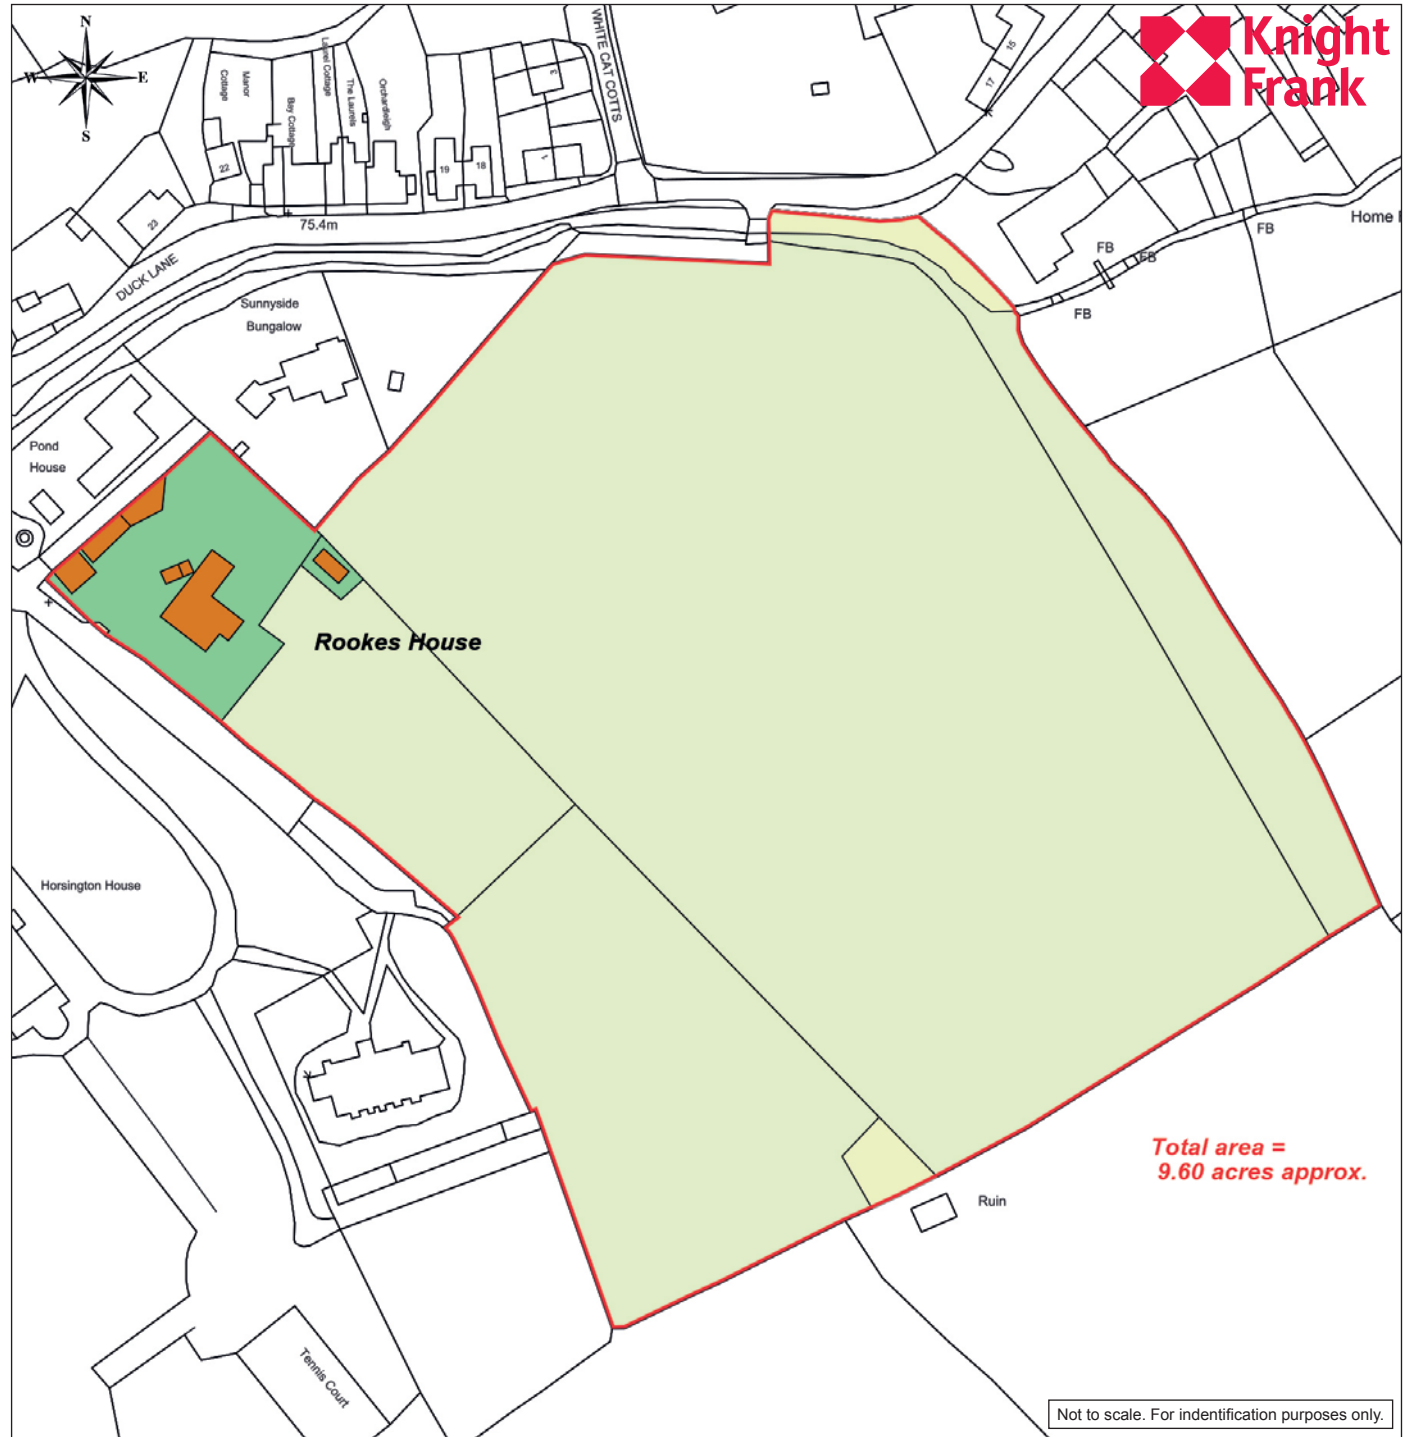 N
W
E
S
Knight
Frank
Manor
Cottage
Bay Cottage
Laurel Cottage
The Laurels
Orchardleigh
WHITE CAT COTTS
3
1
15
17
22
23
19
18
75.4m
DUCK LANE
Home
FB
FB
FB
FB
Sunnyside
Bungalow
Pond
House
Rookes House
Horsington House
Total area =
9.60 acres approx.
Ruin
Tennis Court
Not to scale. For indentification purposes only.